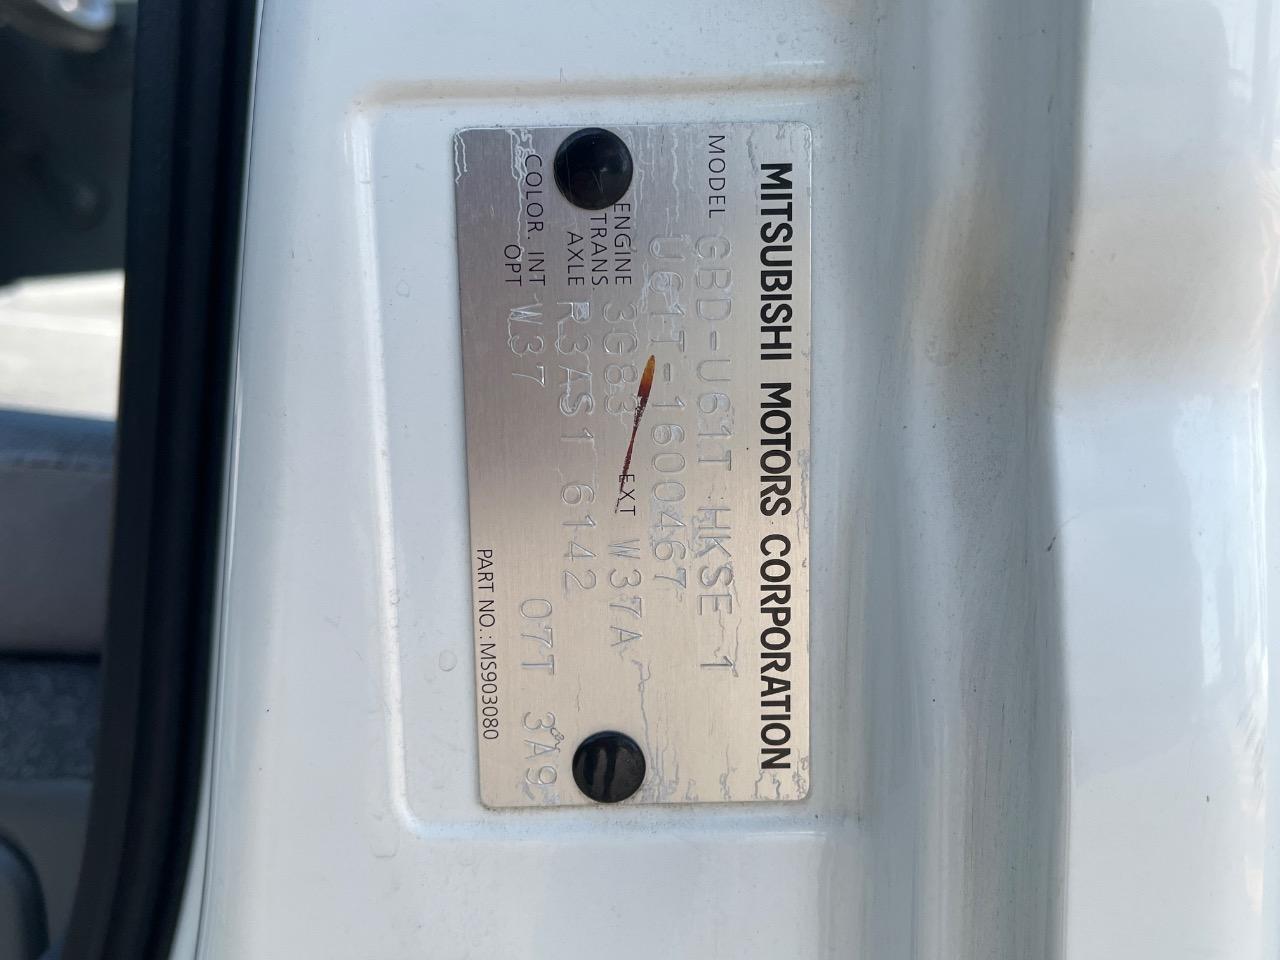 MITSUBISHI MOTORS CORPORATION
MODEL GBD-U61T HKSE 1
U61T-1600467
ENGINE 3G83 EXT W37A
TRANS. AXLE R3AS1 6142
COLOR. INT OPT W37 07T 3A9
PART NO.: MS903080